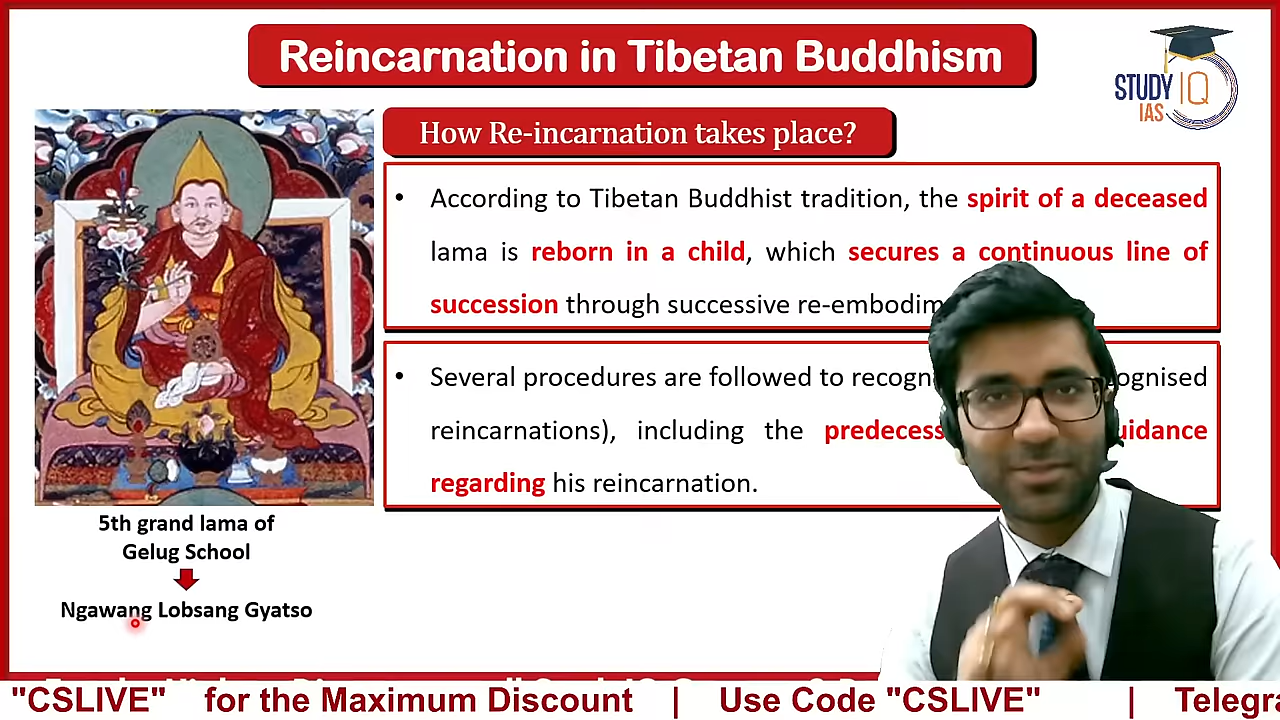 Reincarnation in Tibetan Buddhism
STUDY IQ
IAS
How Re-incarnation takes place?
• According to Tibetan Buddhist tradition, the spirit of a deceased
lama is reborn in a child, which secures a continuous line of
succession through successive re-embodim
• Several procedures are followed to recogn ognised
reincarnations), including the predecess uidance
regarding his reincarnation.
5th grand lama of
Gelug School
Ngawang Lobsang Gyatso
"CSLIVE" for the Maximum Discount | Use Code "CSLIVE" | Telegra